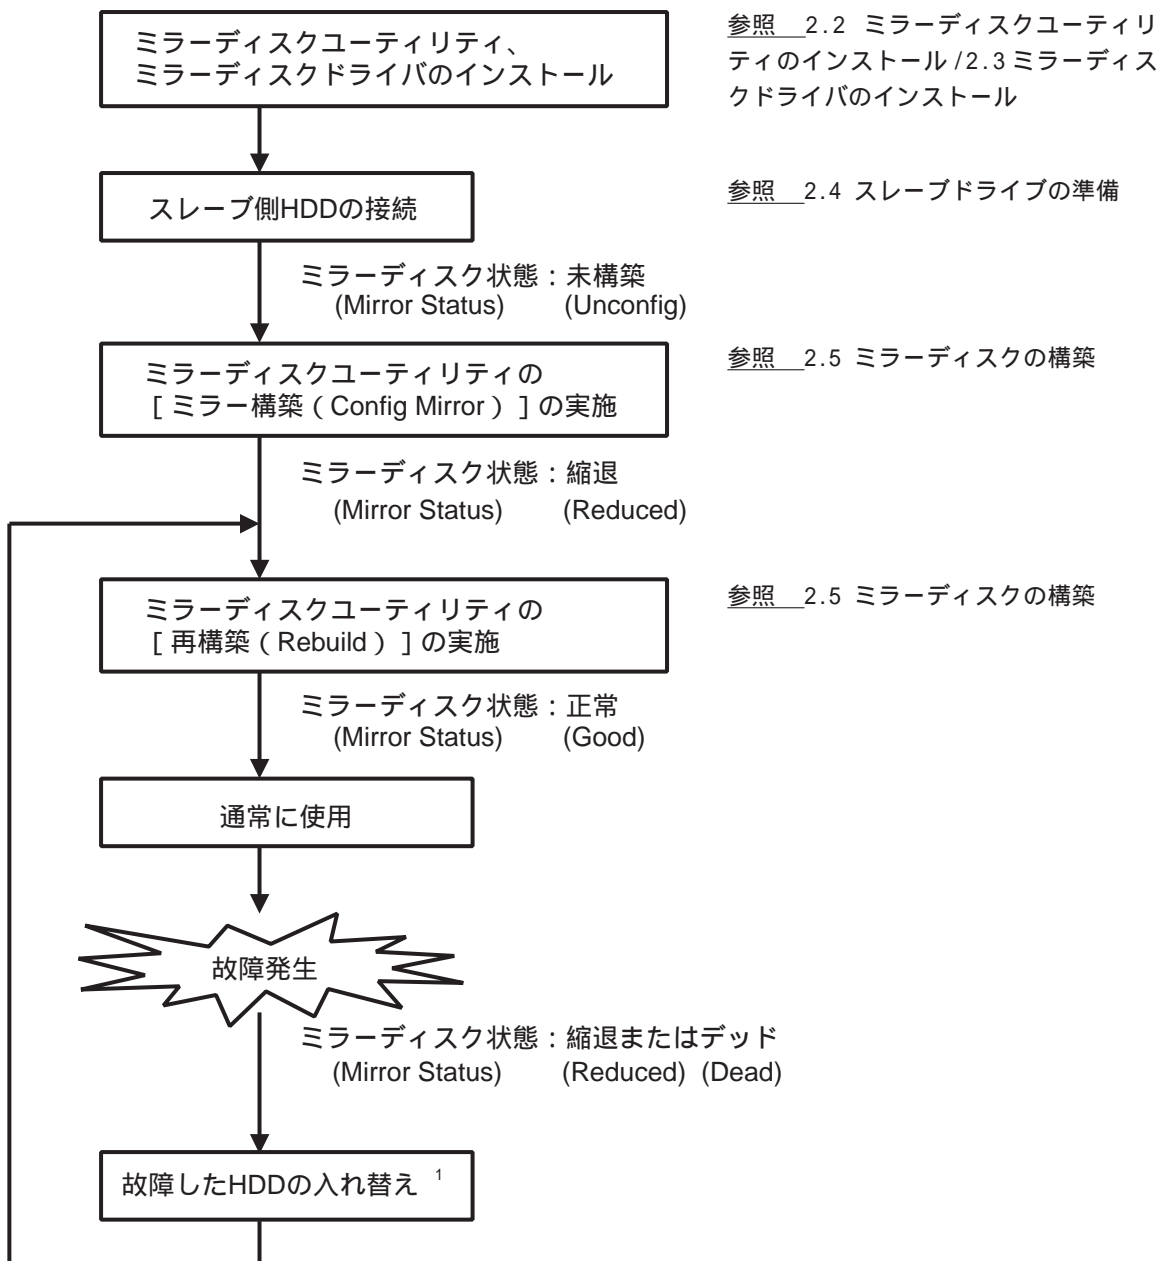 ミラーディスクユーティリティ、
ミラーディスクドライバのインストール
参照 2.2 ミラーディスクユーティリ
ティのインストール/2.3ミラーディス
クドライバのインストール
スレーブ側HDDの接続
参照 2.4 スレーブドライブの準備
ミラーディスク状態：未構築
(Mirror Status) (Unconfig)
ミラーディスクユーティリティの
［ミラー構築（Config Mirror）］の実施
参照 2.5 ミラーディスクの構築
ミラーディスク状態：縮退
(Mirror Status) (Reduced)
ミラーディスクユーティリティの
［再構築（Rebuild）］の実施
参照 2.5 ミラーディスクの構築
ミラーディスク状態：正常
(Mirror Status) (Good)
通常に使用
故障発生
ミラーディスク状態：縮退またはデッド
(Mirror Status) (Reduced) (Dead)
故障したHDDの入れ替え 1